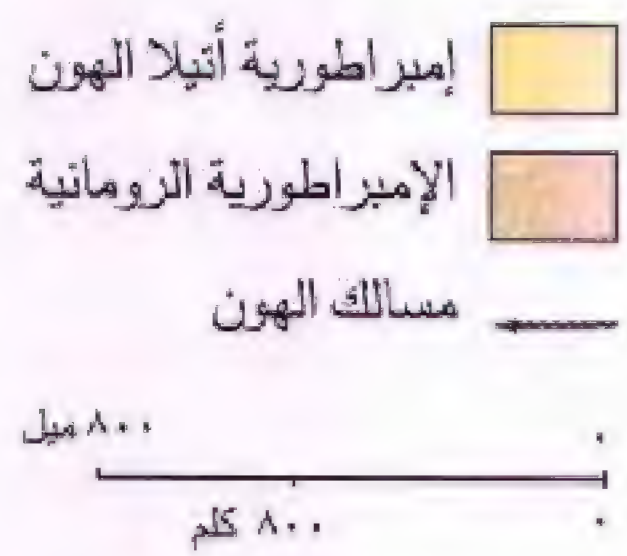 إمبراطورية أتيلا الهون
الإمبراطورية الرومانية
مسالك الهون
٠ ٨٠٠ ميل
٠ ٨٠٠ كلم